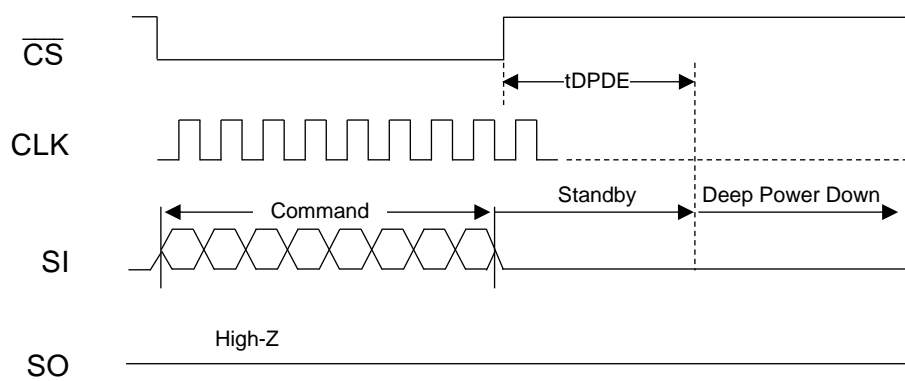 CS
tDPDE
CLK
Standby
Deep Power Down
Command
SI
High-Z
SO